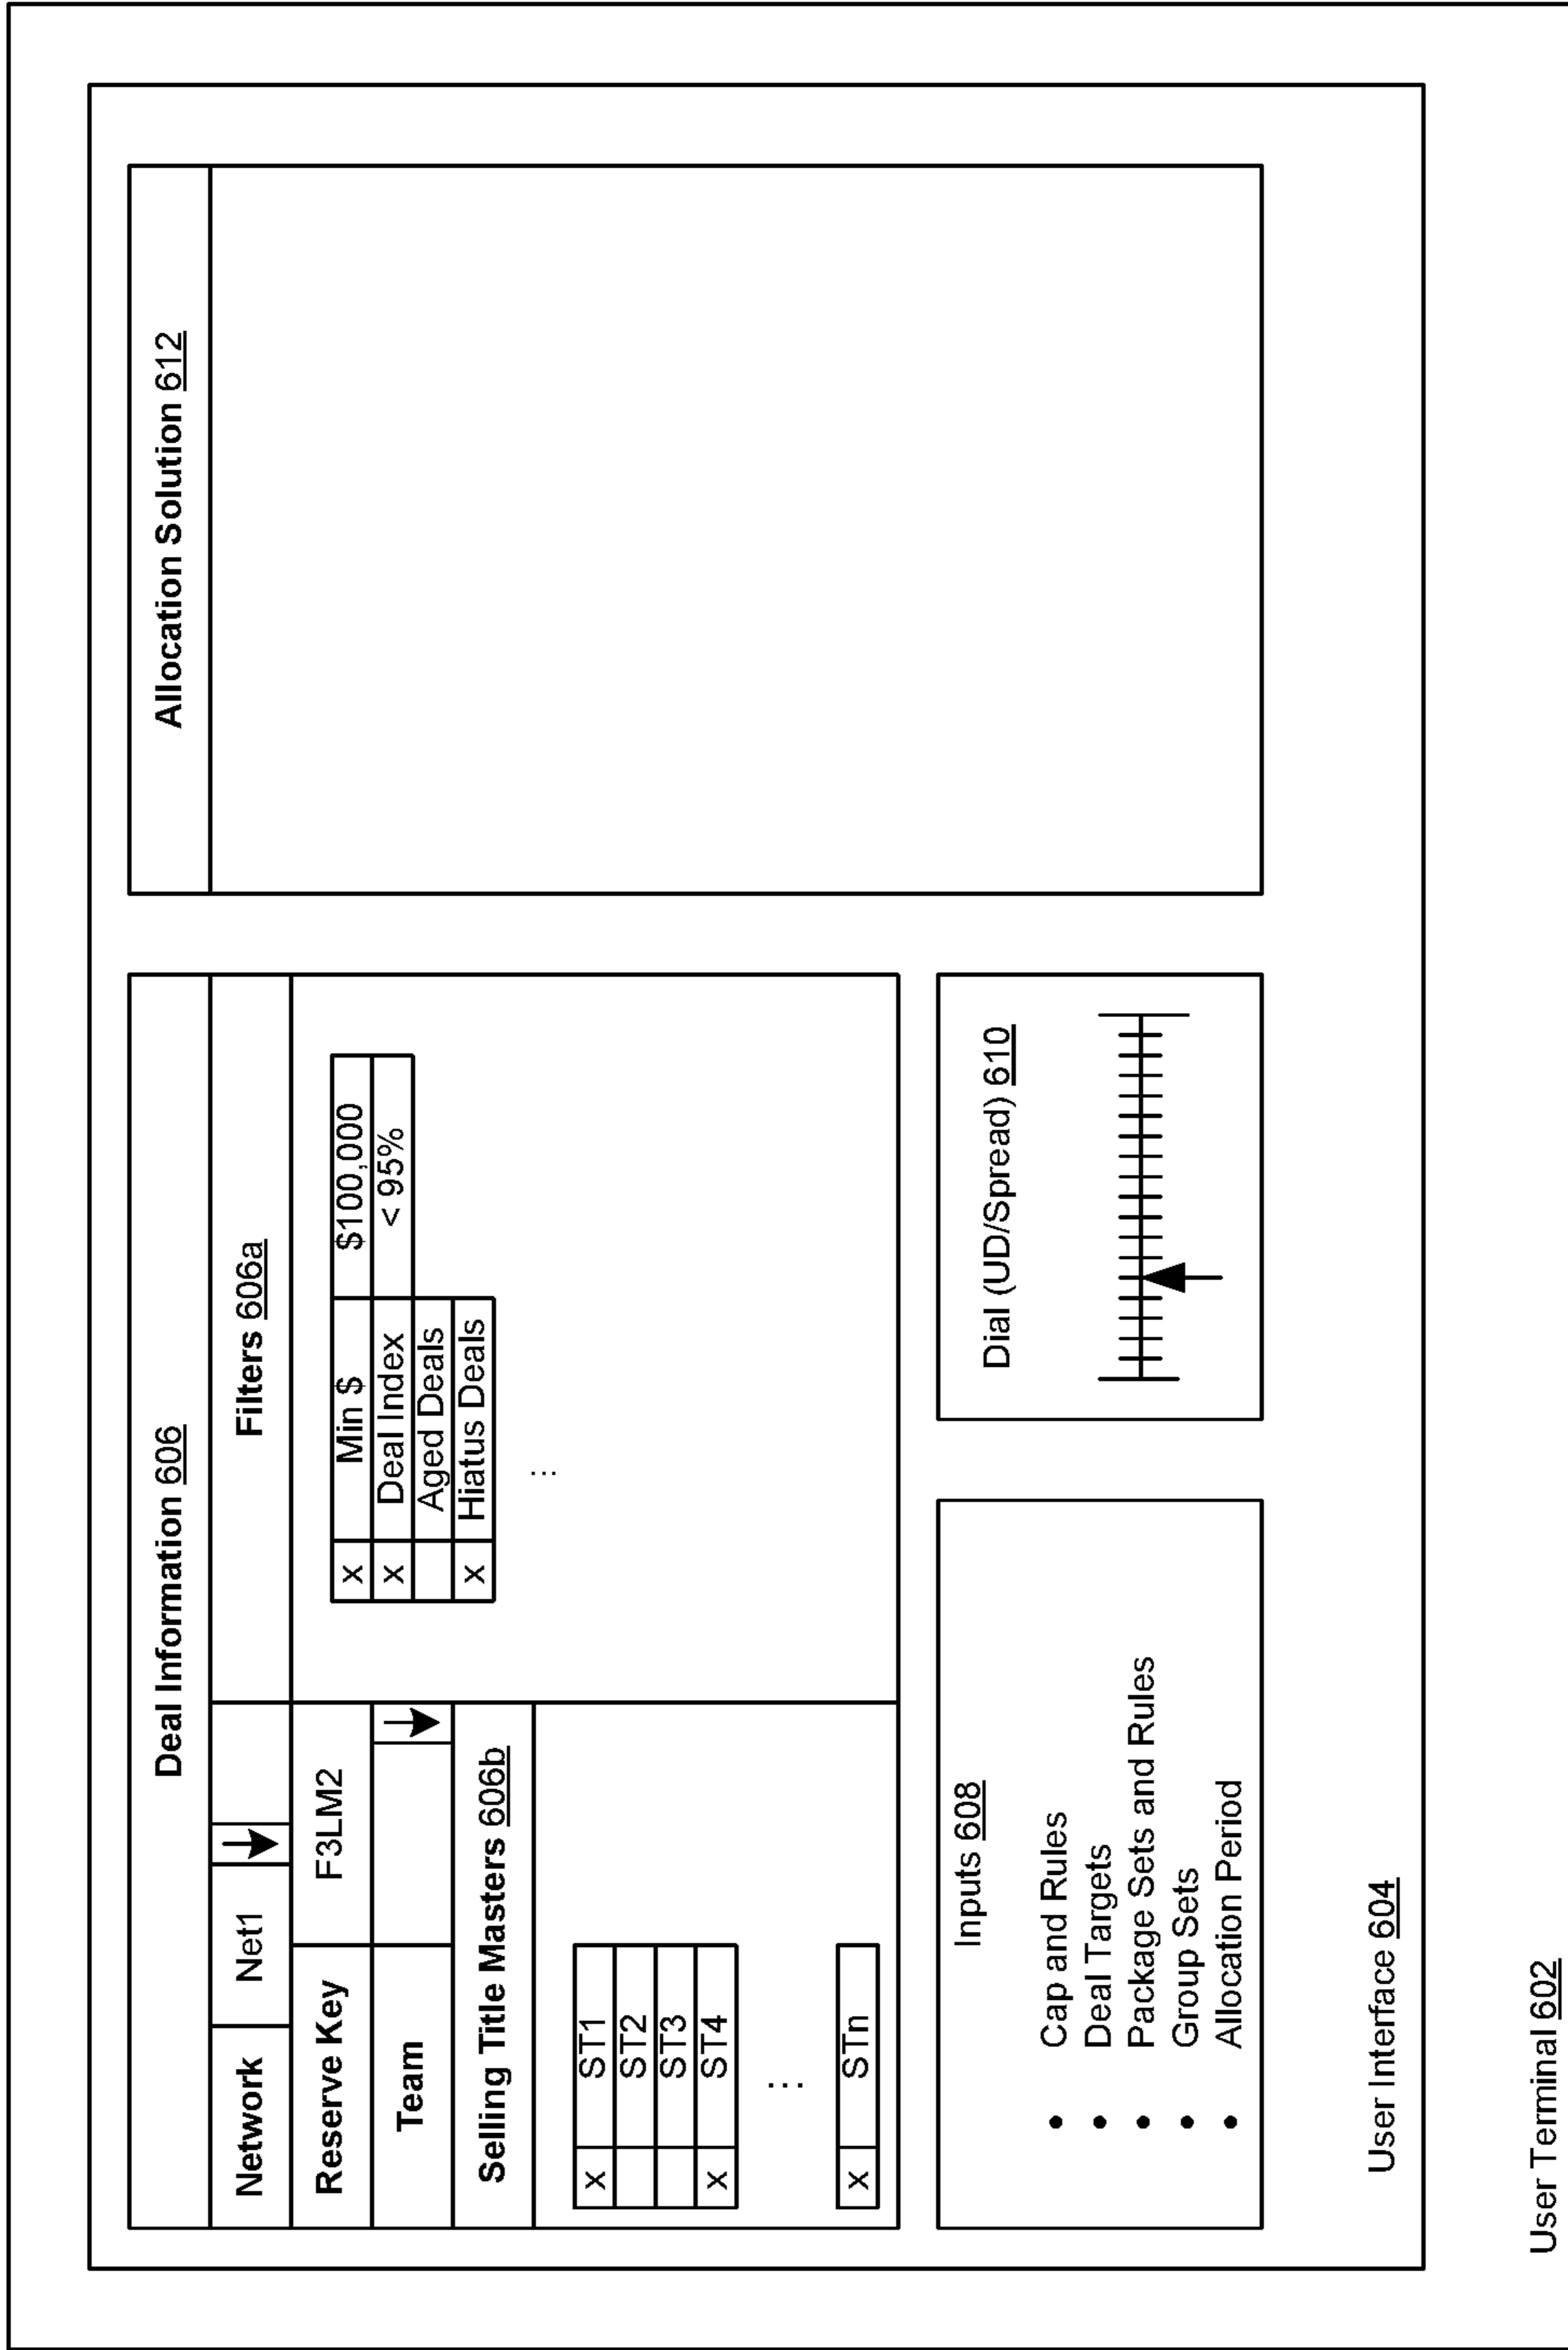 Deal Information 606
Network Net1
Filters 606a
Reserve Key F3LM2
Team
Selling Title Masters 606b
x ST1
ST2
ST3
x ST4
...
x STn
x Min $ $100,000
x Deal Index < 95%
Aged Deals
x Hiatus Deals
...
Inputs 608
• Cap and Rules
• Deal Targets
• Package Sets and Rules
• Group Sets
• Allocation Period
Dial (UD/Spread) 610
Allocation Solution 612
User Interface 604
User Terminal 602